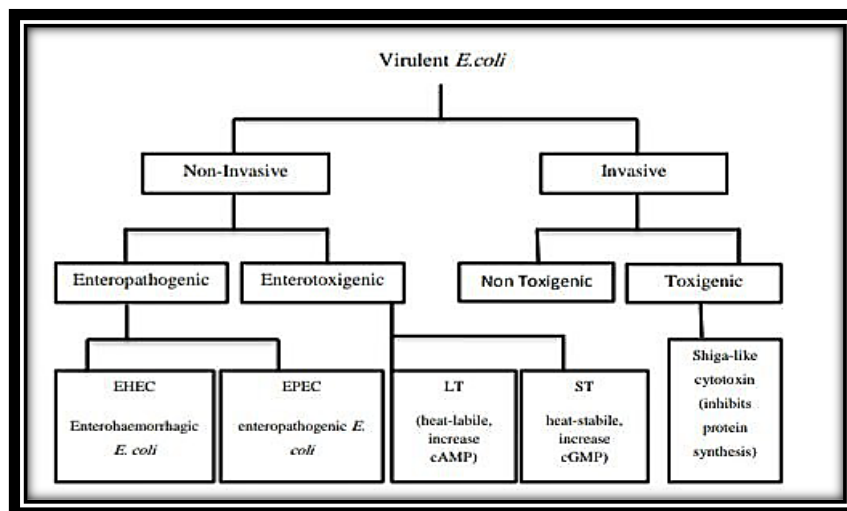 Virulent E.coli
Non-Invasive
Invasive
Enteropathogenic
Enterotoxigenic
Non Toxigenic
Toxigenic
EHEC
Enterohaemorrhagic
E. coli
EPEC
enteropathogenic E.
coli
LT
(heat-labile,
increase
cAMP)
ST
heat-stabile,
increase
cGMP)
Shiga-like
cytotoxin
(inhibits
protein
synthesis)